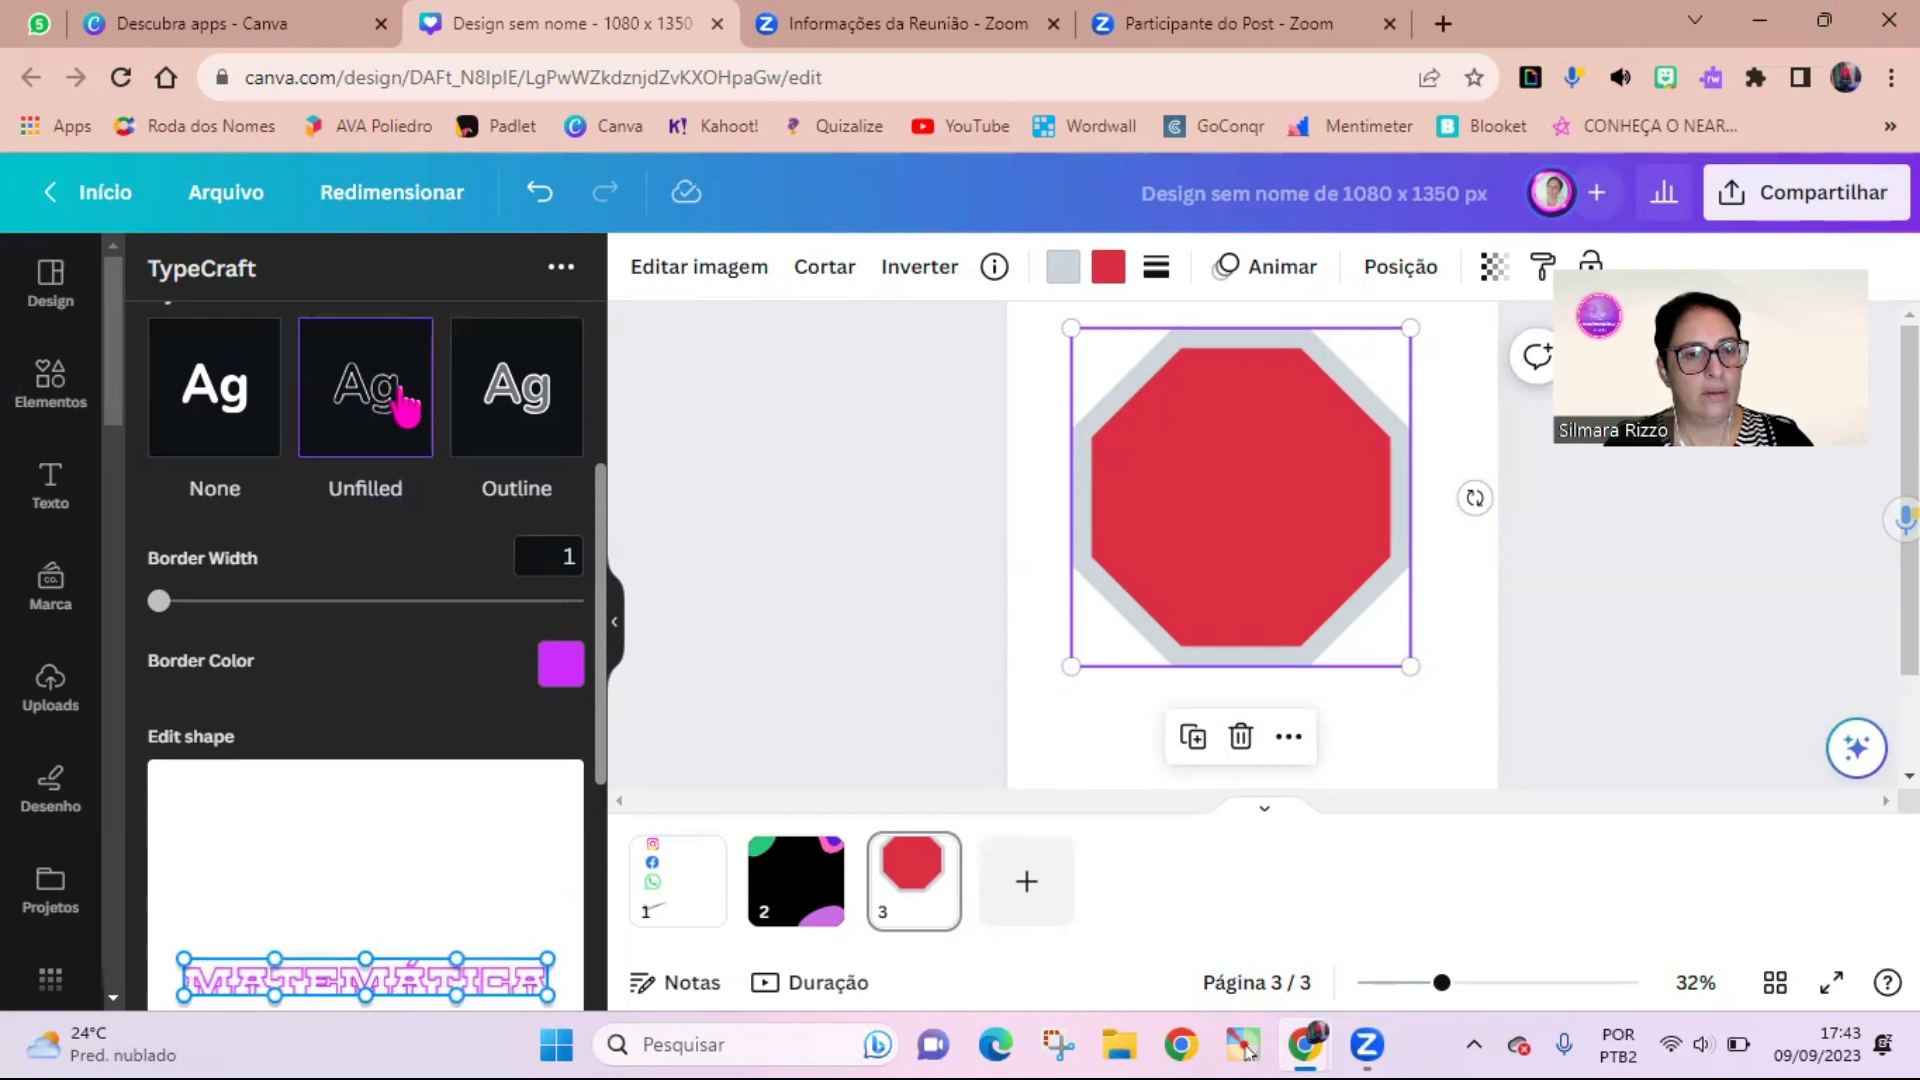 5
Descubra apps - Canva
Design sem nome - 1080 x 1350
Informações da Reunião - Zoom
Participante do Post - Zoom
canva.com/design/DAFt_N8IpIE/LgPwWZkdznjdZvKXOHpaGw/edit
Apps
Roda dos Nomes
AVA Poliedro
Padlet
Canva
K! Kahoot!
Quizalize
YouTube
Wordwall
GoConqr
Mentimeter
Blooket
CONHEÇA O NEAR...
Início
Arquivo
Redimensionar
Design sem nome de 1080 x 1350 px
Compartilhar
Design
Elementos
Texto
Marca
Uploads
Desenho
Projetos
TypeCraft
Ag
Ag
Ag
None
Unfilled
Outline
Border Width
1
Border Color
Edit shape
MATEMÁTICA
Editar imagem
Cortar
Inverter
Animar
Posição
Silmara Rizzo
1
2
3
Notas
Duração
Página 3 / 3
32%
24°C
Pred. nublado
Pesquisar
POR
PTB2
17:43
09/09/2023